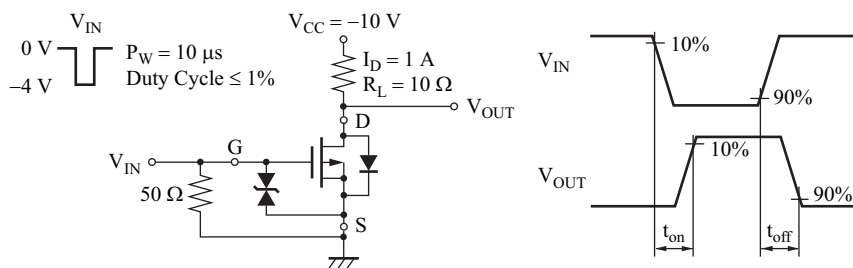 V_IN
0 V
−4 V
P_W = 10 μs
Duty Cycle ≤ 1%
V_CC = −10 V
I_D = 1 A
R_L = 10 Ω
V_OUT
D
V_IN
G
50 Ω
S
V_IN
10%
90%
V_OUT
10%
90%
t_on
t_off